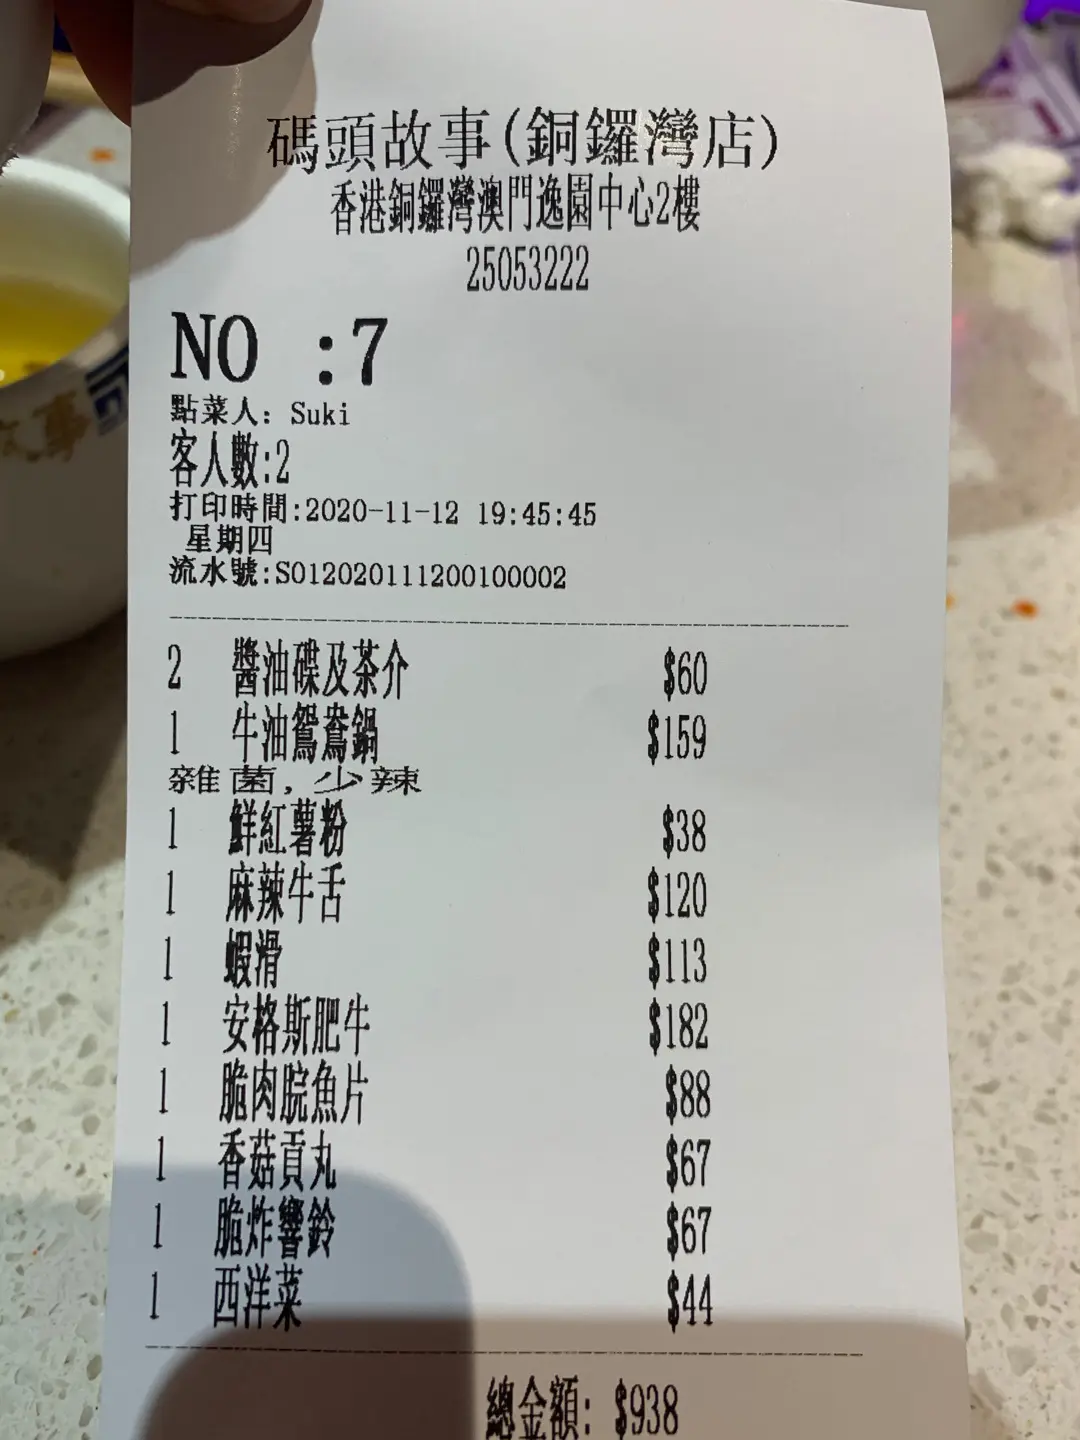 碼頭故事(銅鑼灣店)
香港銅鑼灣澳門逸園中心2樓
25053222
NO :7
點菜人: Suki
客人數:2
打印時間:2020-11-12 19:45:45
星期四
流水號:S012020111200100002
2 醬油碟及茶介 $60
1 牛油鴛鴦鍋 $159
雜菌, 少辣
1 鮮紅薯粉 $38
1 麻辣牛舌 $120
1 蝦滑 $113
1 安格斯肥牛 $182
1 脆肉脘魚片 $88
1 香菇貢丸 $67
1 脆炸響鈴 $67
1 西洋菜 $44
總金額: $938